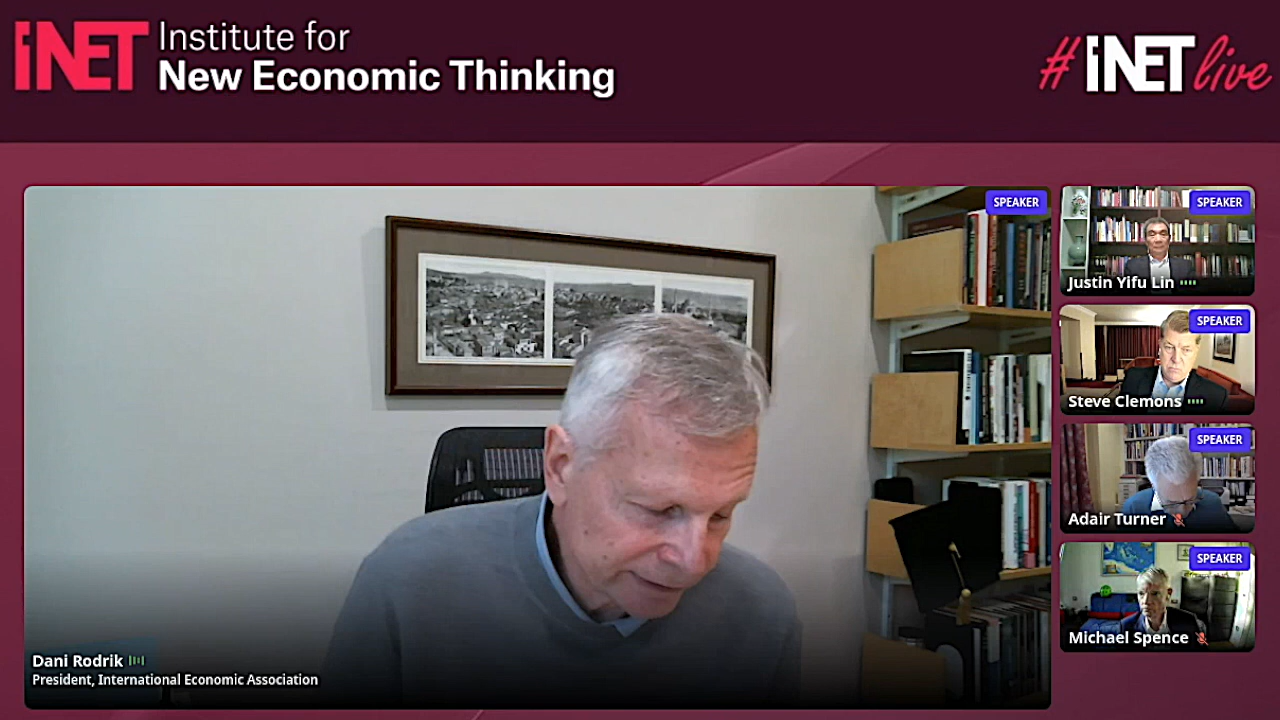 iNET Institute for
New Economic Thinking
# iNET live
SPEAKER
Dani Rodrik
President, International Economic Association
SPEAKER
Justin Yifu Lin
SPEAKER
Steve Clemons
SPEAKER
Adair Turner
SPEAKER
Michael Spence